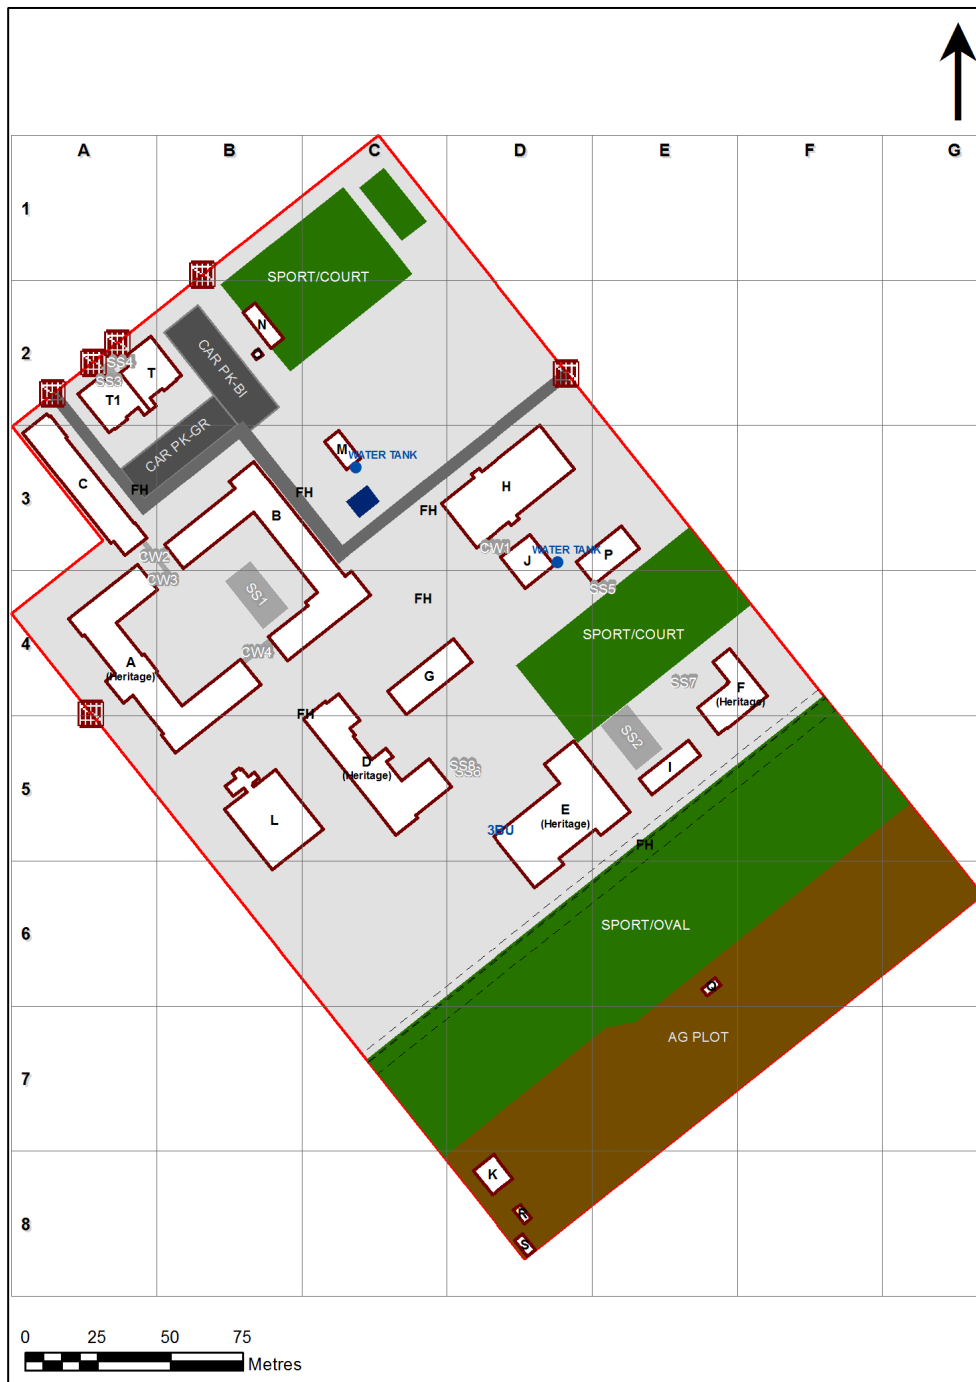 A B C D E F G
1
SPORT/COURT
N
2
SS4
T
SS3
T1
CAR PK-BI
CAR PK-GR
M
WATER TANK
C
3
FH
FH
H
FH
B
CW1
WATER TANK
J
P
CW2
CW3
SS1
SS5
FH
4
SPORT/COURT
CW4
A
(Heritage)
G
SS7
F
(Heritage)
FH
SS2
D
(Heritage)
SS8
I
5
L
E
(Heritage)
3BU
FH
6
SPORT/OVAL
Q
AG PLOT
7
K
R
8
S
0 25 50 75
Metres